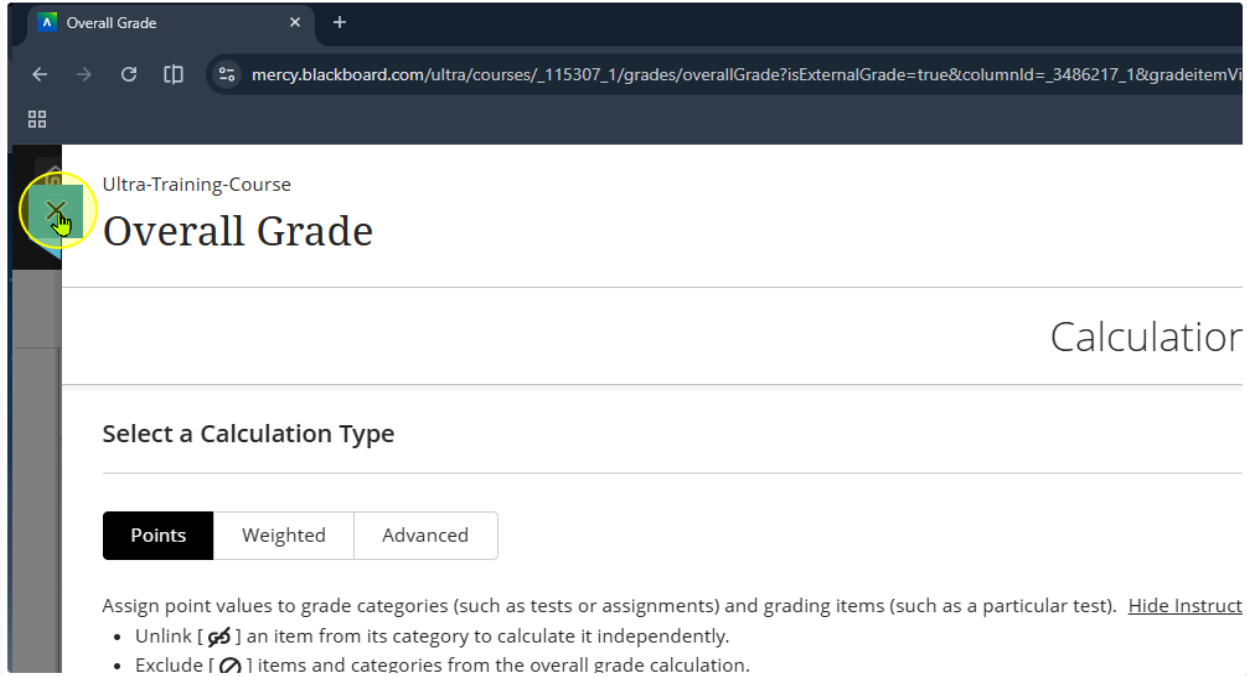 Overall Grade
mercy.blackboard.com/ultra/courses/_115307_1/grades/overallGrade?isExternalGrade=true&columnId=_3486217_1&gradeitemVi
Ultra-Training-Course
Overall Grade
Calculation
Select a Calculation Type
Points Weighted Advanced
Assign point values to grade categories (such as tests or assignments) and grading items (such as a particular test). Hide Instruct
• Unlink [ ] an item from its category to calculate it independently.
• Exclude [ ] items and categories from the overall grade calculation.